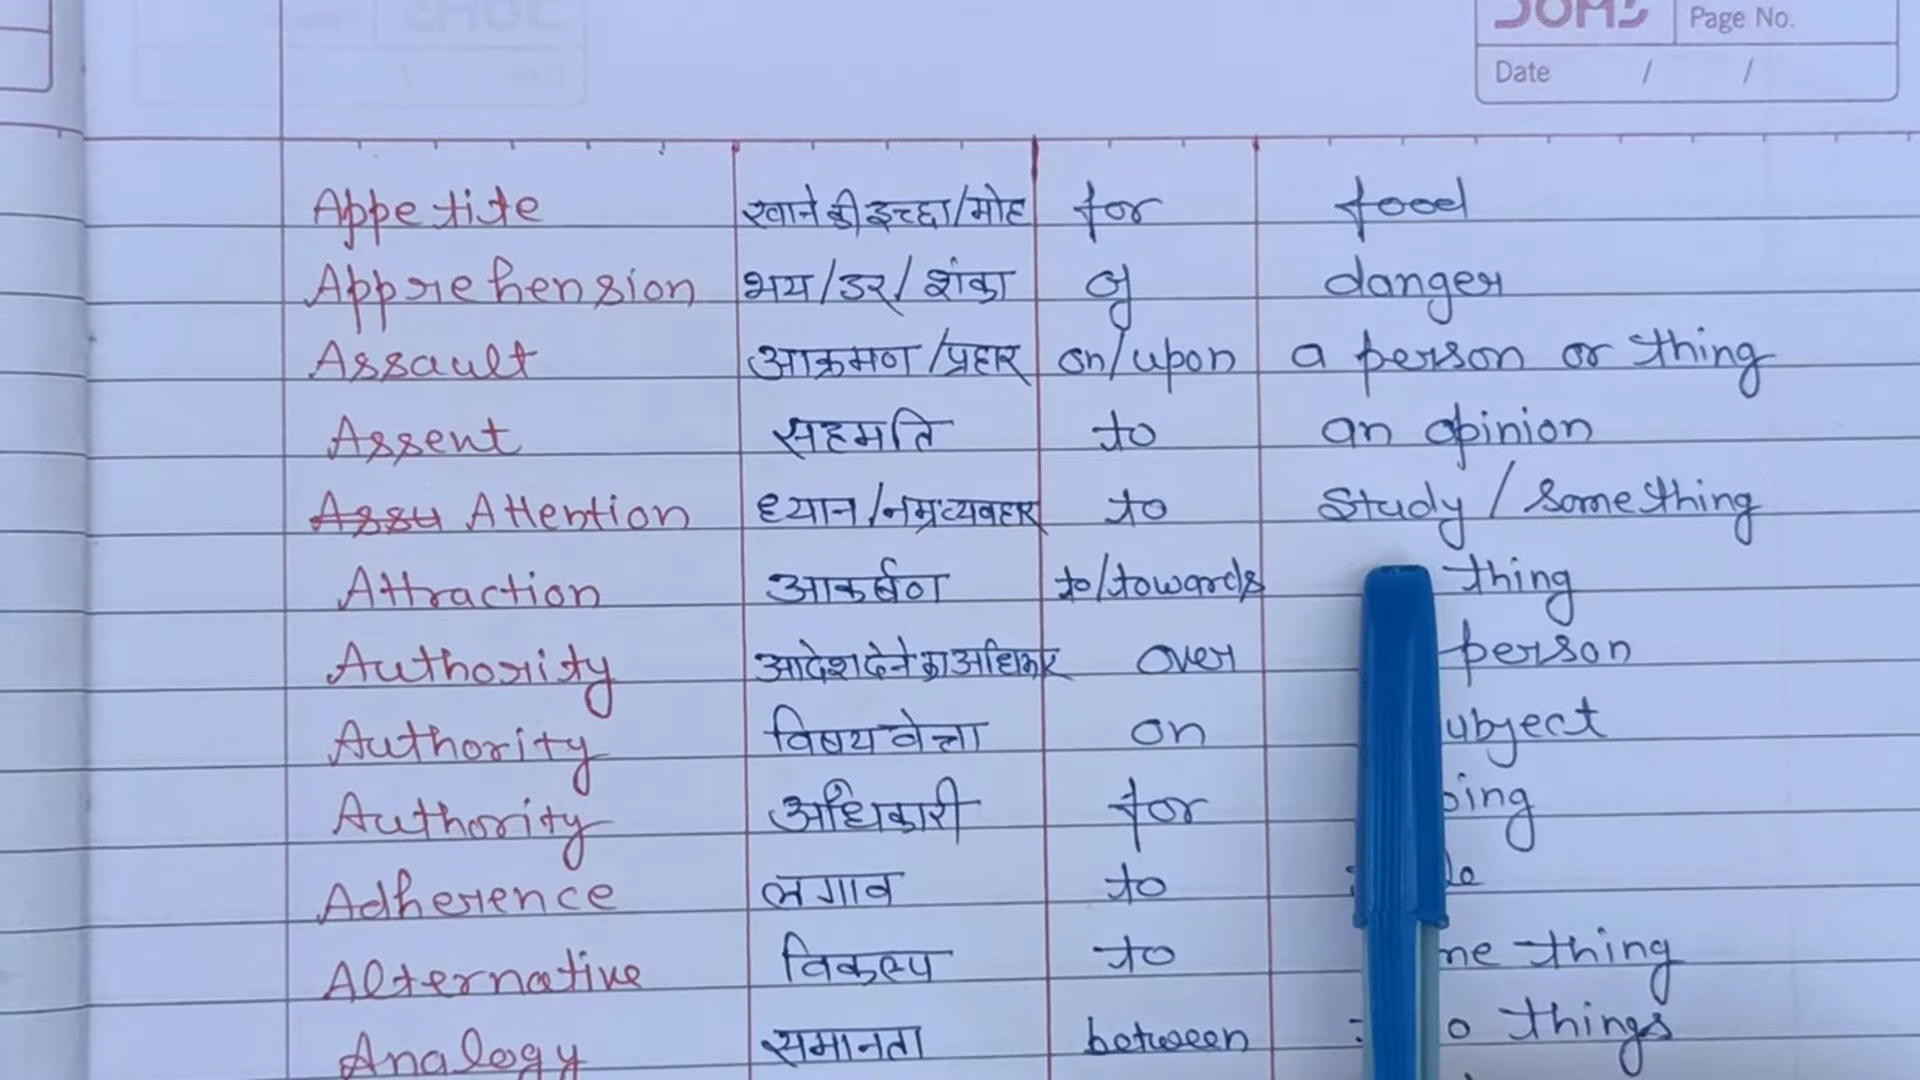 Page No.
Date / /
Appetite खाने की इच्छा/मोह for food
Apprehension भय/डर/शंका of danger
Assault आक्रमण/प्रहार on/upon a person or thing
Assent सहमति to an opinion
Assu Attention ध्यान/नम्रव्यवहार to study/something
Attraction आकर्षण to/towards thing
Authority आदेश देने का अधिकार over person
Authority विषय वेत्ता on
Authority अधिकारी for
Adherence लगाव to
Alternative विकल्प to thing
Analogy समानता between things